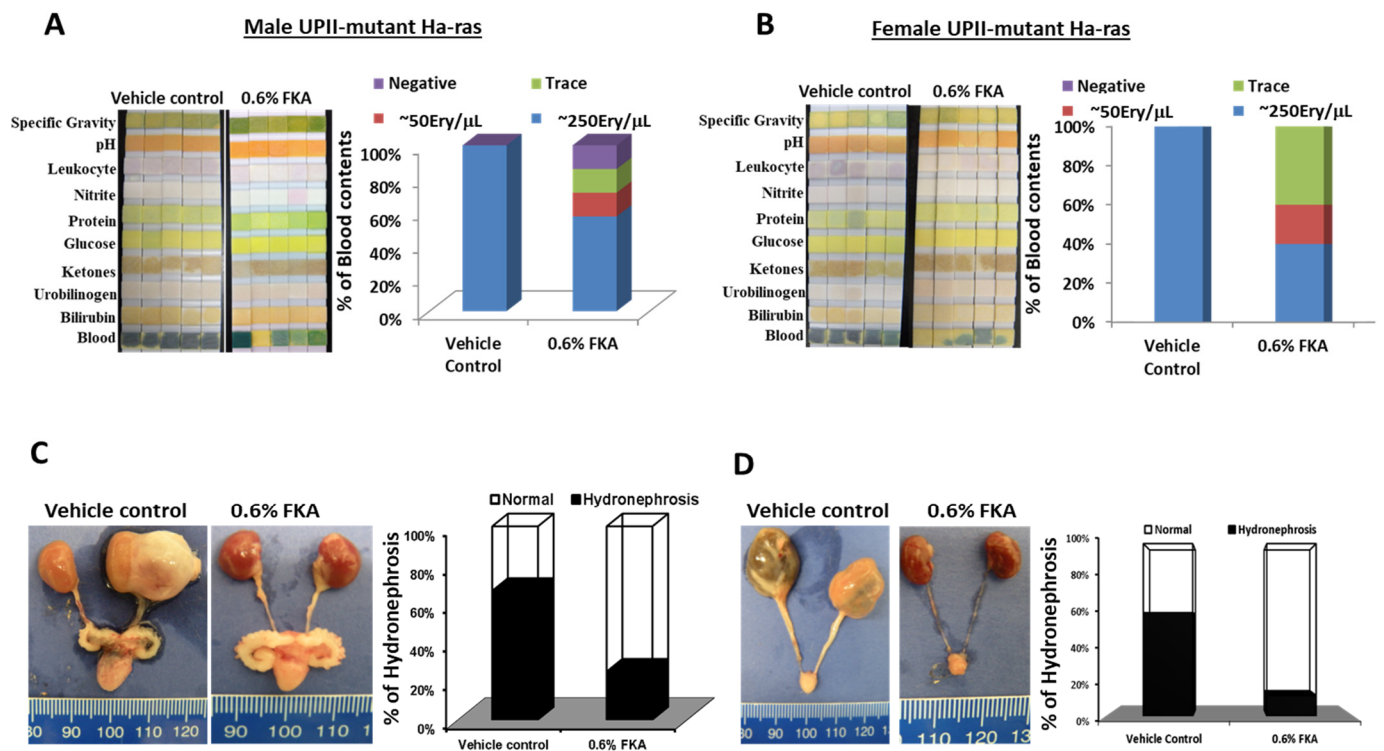 A
Male UPII-mutant Ha-ras
Vehicle control
0.6% FKA
Specific Gravity
pH
Leukocyte
Nitrite
Protein
Glucose
Ketones
Urobilinogen
Bilirubin
Blood
Negative
Trace
~50Ery/μL
~250Ery/μL
% of Blood contents
100%
80%
60%
40%
20%
0%
Vehicle
Control
0.6% FKA
B
Female UPII-mutant Ha-ras
Vehicle control
0.6% FKA
Specific Gravity
pH
Leukocyte
Nitrite
Protein
Glucose
Ketones
Urobilinogen
Bilirubin
Blood
Negative
Trace
~50Ery/μL
~250Ery/μL
% of Blood contents
100%
80%
60%
40%
20%
0%
Vehicle
Control
0.6% FKA
C
Vehicle control
0.6% FKA
80 90 100 110 120
90 100 110 1
Normal
Hydronephrosis
% of Hydronephrosis
100%
80%
60%
40%
20%
0%
Vehicle control
0.6% FKA
D
Vehicle control
0.6% FKA
80 90 100 110 120
110 120 13
Normal
Hydronephrosis
% of Hydronephrosis
100%
80%
60%
40%
20%
0%
Vehicle Control
0.6% FKA